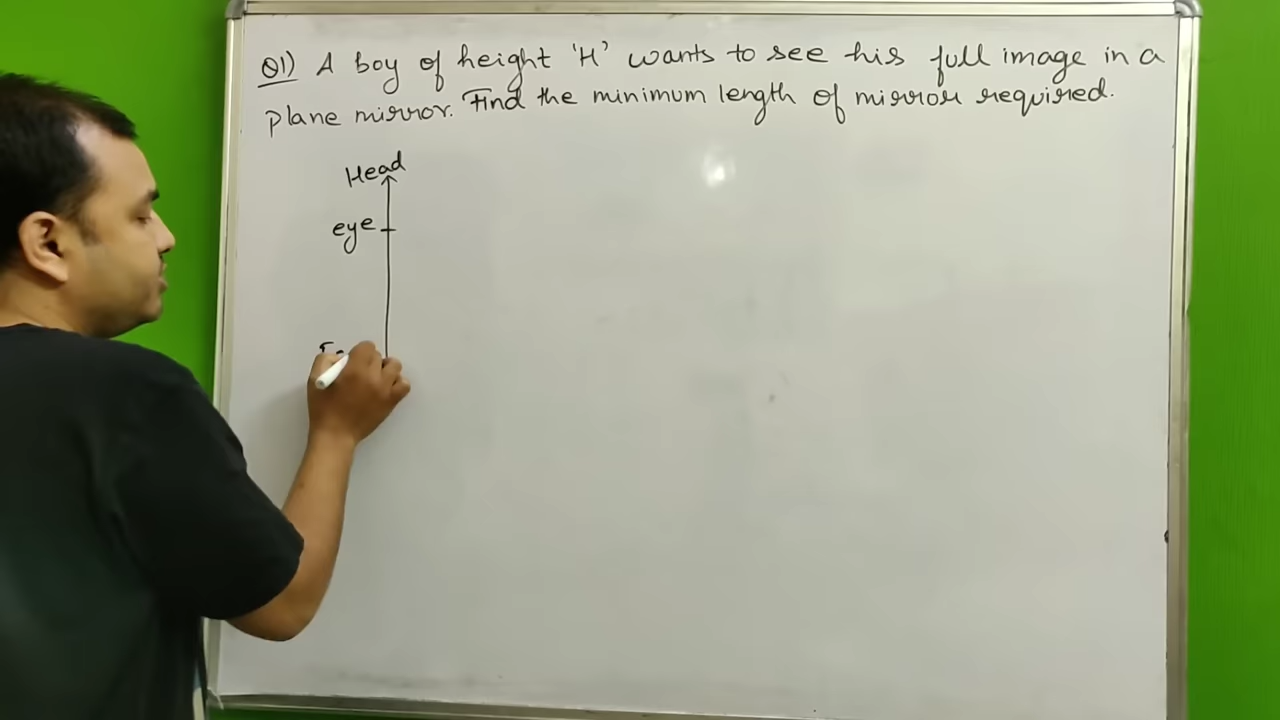 Q1) A boy of height 'H' wants to see his full image in a
plane mirror. Find the minimum length of mirror required.
Head
eye